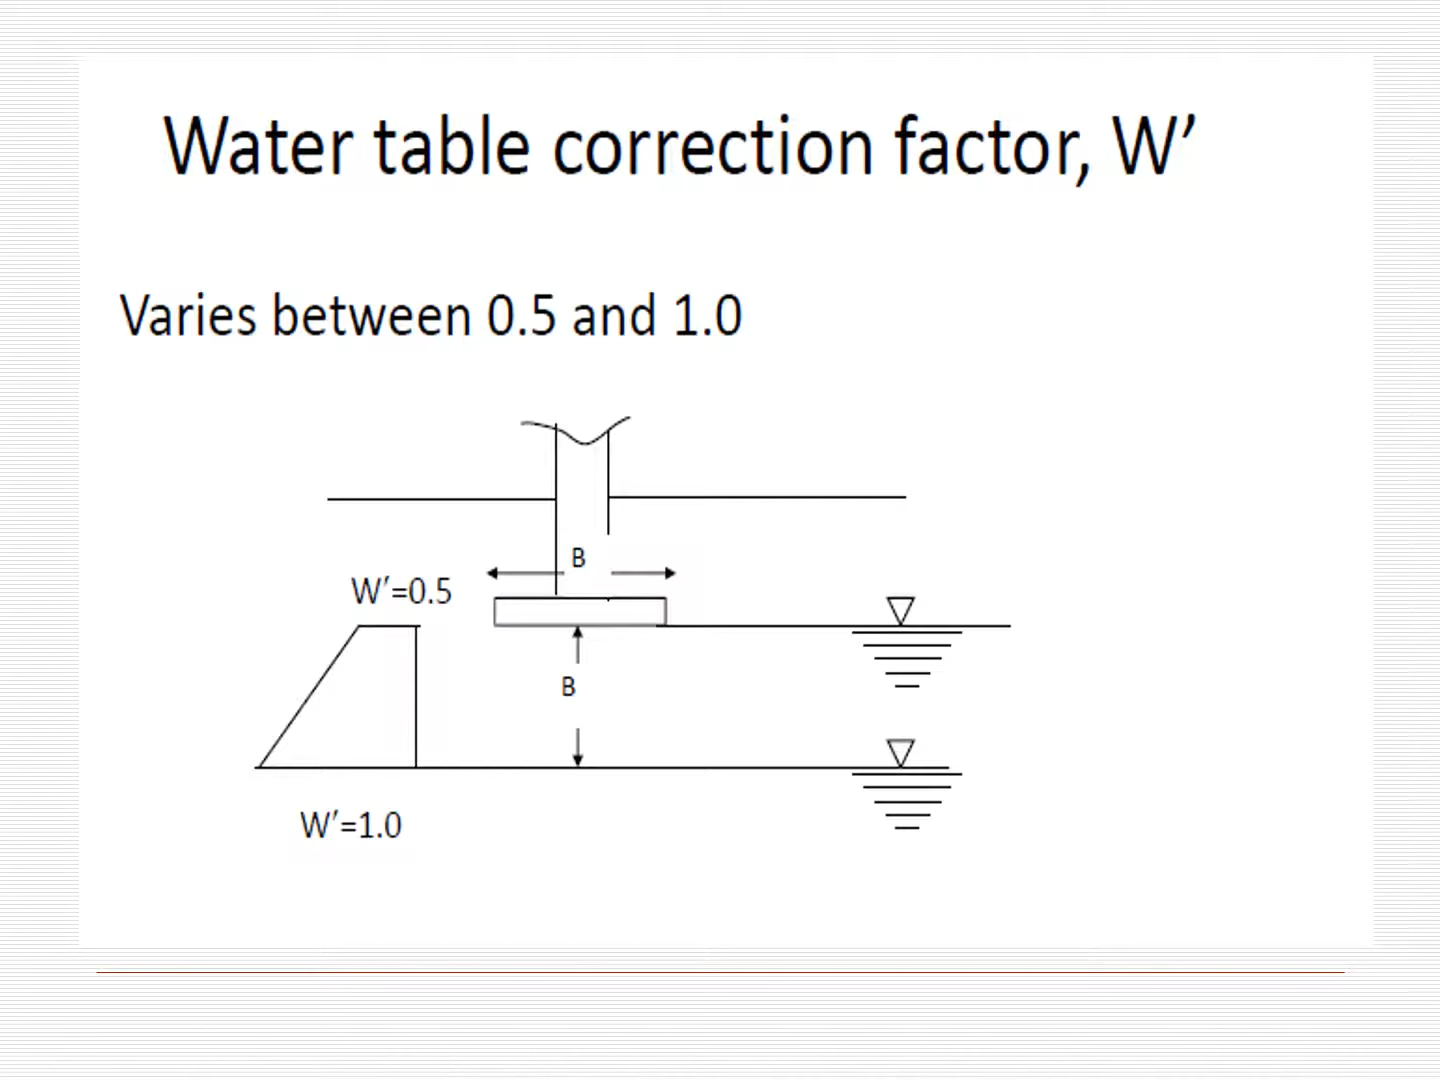 Water table correction factor, W’
Varies between 0.5 and 1.0
B
W’=0.5
B
W’=1.0